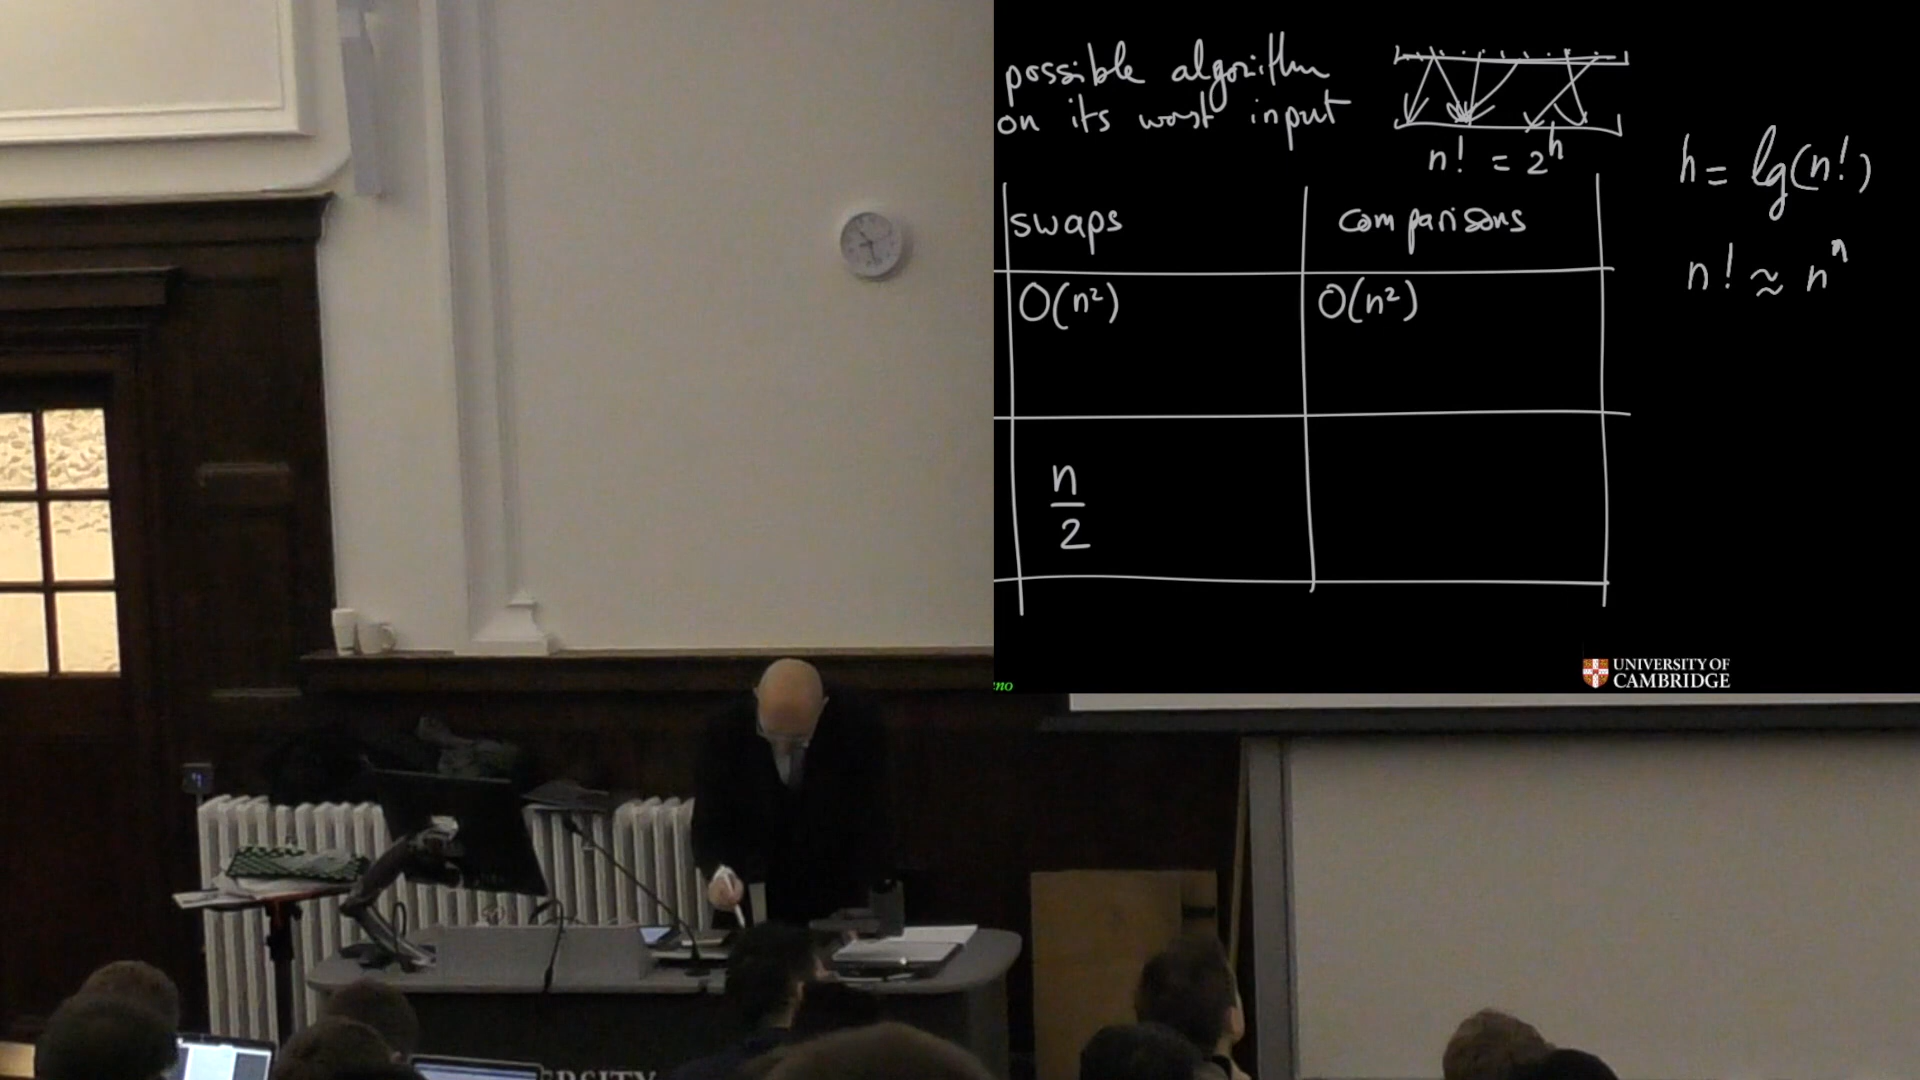 possible algorithm
on its worst input
n! = 2^h
h = lg(n!)
n! ≈ n^n
swaps
comparisons
O(n²)
O(n²)
n
2
UNIVERSITY OF
CAMBRIDGE